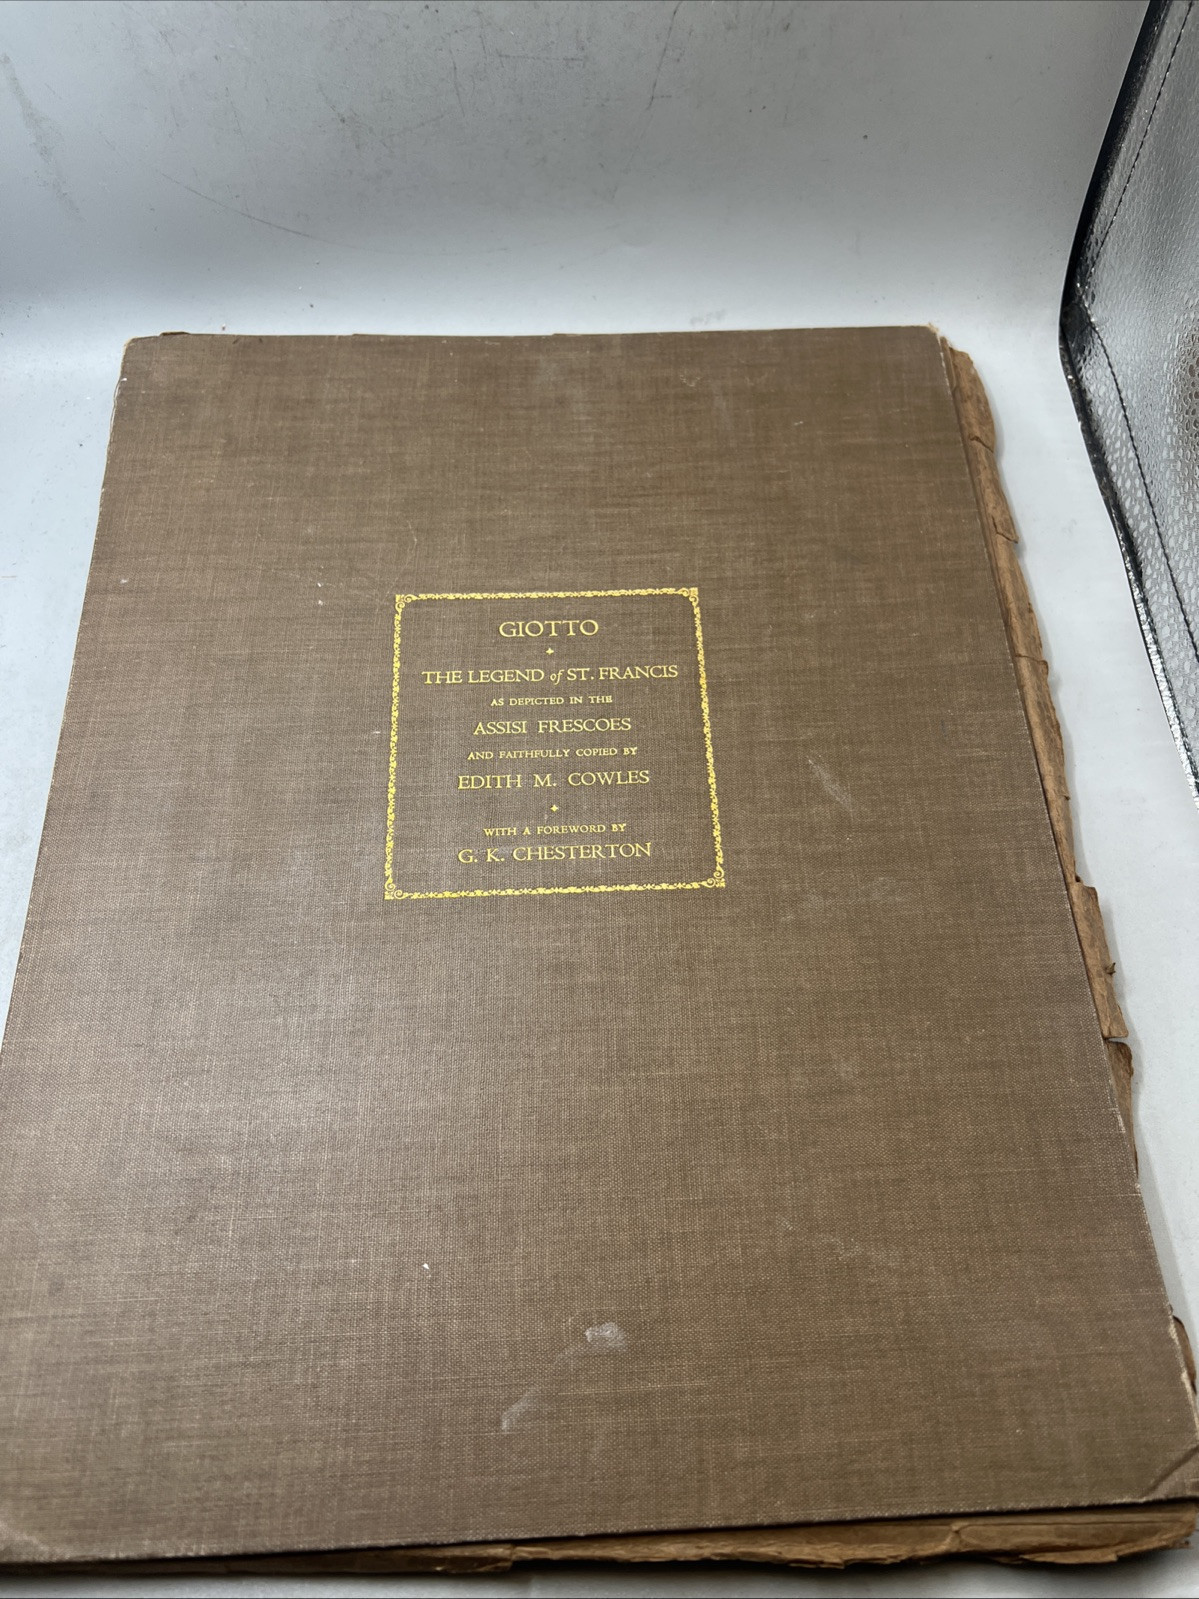 GIOTTO
THE LEGEND of ST. FRANCIS
AS DEPICTED IN THE
ASSISI FRESCOES
AND FAITHFULLY COPIED BY
EDITH M. COWLES
WITH A FOREWORD BY
G. K. CHESTERTON